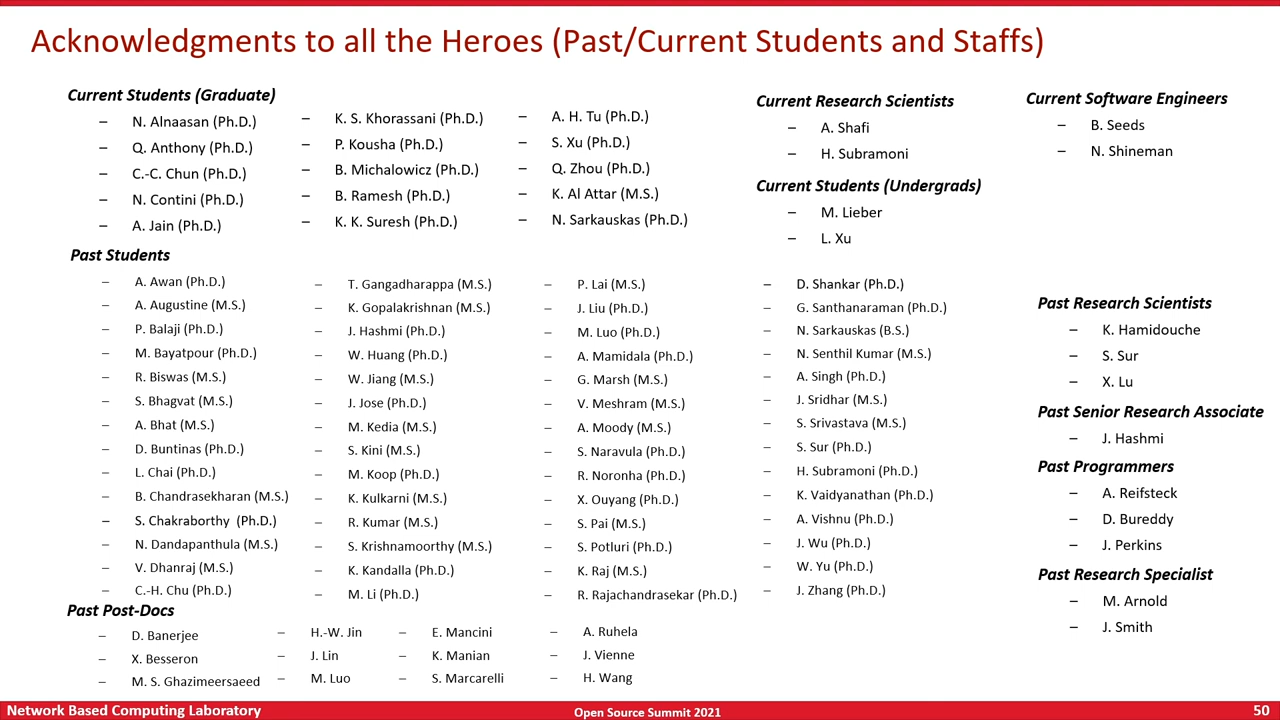 Acknowledgments to all the Heroes (Past/Current Students and Staffs)
Current Students (Graduate)
– N. Alnaasan (Ph.D.)
– Q. Anthony (Ph.D.)
– C.-C. Chun (Ph.D.)
– N. Contini (Ph.D.)
– A. Jain (Ph.D.)
– K. S. Khorassani (Ph.D.)
– P. Kousha (Ph.D.)
– B. Michalowicz (Ph.D.)
– B. Ramesh (Ph.D.)
– K. K. Suresh (Ph.D.)
– A. H. Tu (Ph.D.)
– S. Xu (Ph.D.)
– Q. Zhou (Ph.D.)
– K. Al Attar (M.S.)
– N. Sarkauskas (Ph.D.)
Current Research Scientists
– A. Shafi
– H. Subramoni
Current Students (Undergrads)
– M. Lieber
– L. Xu
Current Software Engineers
– B. Seeds
– N. Shineman
Past Students
– A. Awan (Ph.D.)
– A. Augustine (M.S.)
– P. Balaji (Ph.D.)
– M. Bayatpour (Ph.D.)
– R. Biswas (M.S.)
– S. Bhagvat (M.S.)
– A. Bhat (M.S.)
– D. Buntinas (Ph.D.)
– L. Chai (Ph.D.)
– B. Chandrasekharan (M.S.)
– S. Chakraborthy (Ph.D.)
– N. Dandapanthula (M.S.)
– V. Dhanraj (M.S.)
– C.-H. Chu (Ph.D.)
– T. Gangadharappa (M.S.)
– K. Gopalakrishnan (M.S.)
– J. Hashmi (Ph.D.)
– W. Huang (Ph.D.)
– W. Jiang (M.S.)
– J. Jose (Ph.D.)
– M. Kedia (M.S.)
– S. Kini (M.S.)
– M. Koop (Ph.D.)
– K. Kulkarni (M.S.)
– R. Kumar (M.S.)
– S. Krishnamoorthy (M.S.)
– K. Kandalla (Ph.D.)
– M. Li (Ph.D.)
– P. Lai (M.S.)
– J. Liu (Ph.D.)
– M. Luo (Ph.D.)
– A. Mamidala (Ph.D.)
– G. Marsh (M.S.)
– V. Meshram (M.S.)
– A. Moody (M.S.)
– S. Naravula (Ph.D.)
– R. Noronha (Ph.D.)
– X. Ouyang (Ph.D.)
– S. Pai (M.S.)
– S. Potluri (Ph.D.)
– K. Raj (M.S.)
– R. Rajachandrasekar (Ph.D.)
– D. Shankar (Ph.D.)
– G. Santhanaraman (Ph.D.)
– N. Sarkauskas (B.S.)
– N. Senthil Kumar (M.S.)
– A. Singh (Ph.D.)
– J. Sridhar (M.S.)
– S. Srivastava (M.S.)
– S. Sur (Ph.D.)
– H. Subramoni (Ph.D.)
– K. Vaidyanathan (Ph.D.)
– A. Vishnu (Ph.D.)
– J. Wu (Ph.D.)
– W. Yu (Ph.D.)
– J. Zhang (Ph.D.)
Past Research Scientists
– K. Hamidouche
– S. Sur
– X. Lu
Past Senior Research Associate
– J. Hashmi
Past Programmers
– A. Reifsteck
– D. Bureddy
– J. Perkins
Past Research Specialist
– M. Arnold
– J. Smith
Past Post-Docs
– D. Banerjee
– X. Besseron
– M. S. Ghazimeersaeed
– H.-W. Jin
– J. Lin
– M. Luo
– E. Mancini
– K. Manian
– S. Marcarelli
– A. Ruhela
– J. Vienne
– H. Wang
Network Based Computing Laboratory
Open Source Summit 2021
50